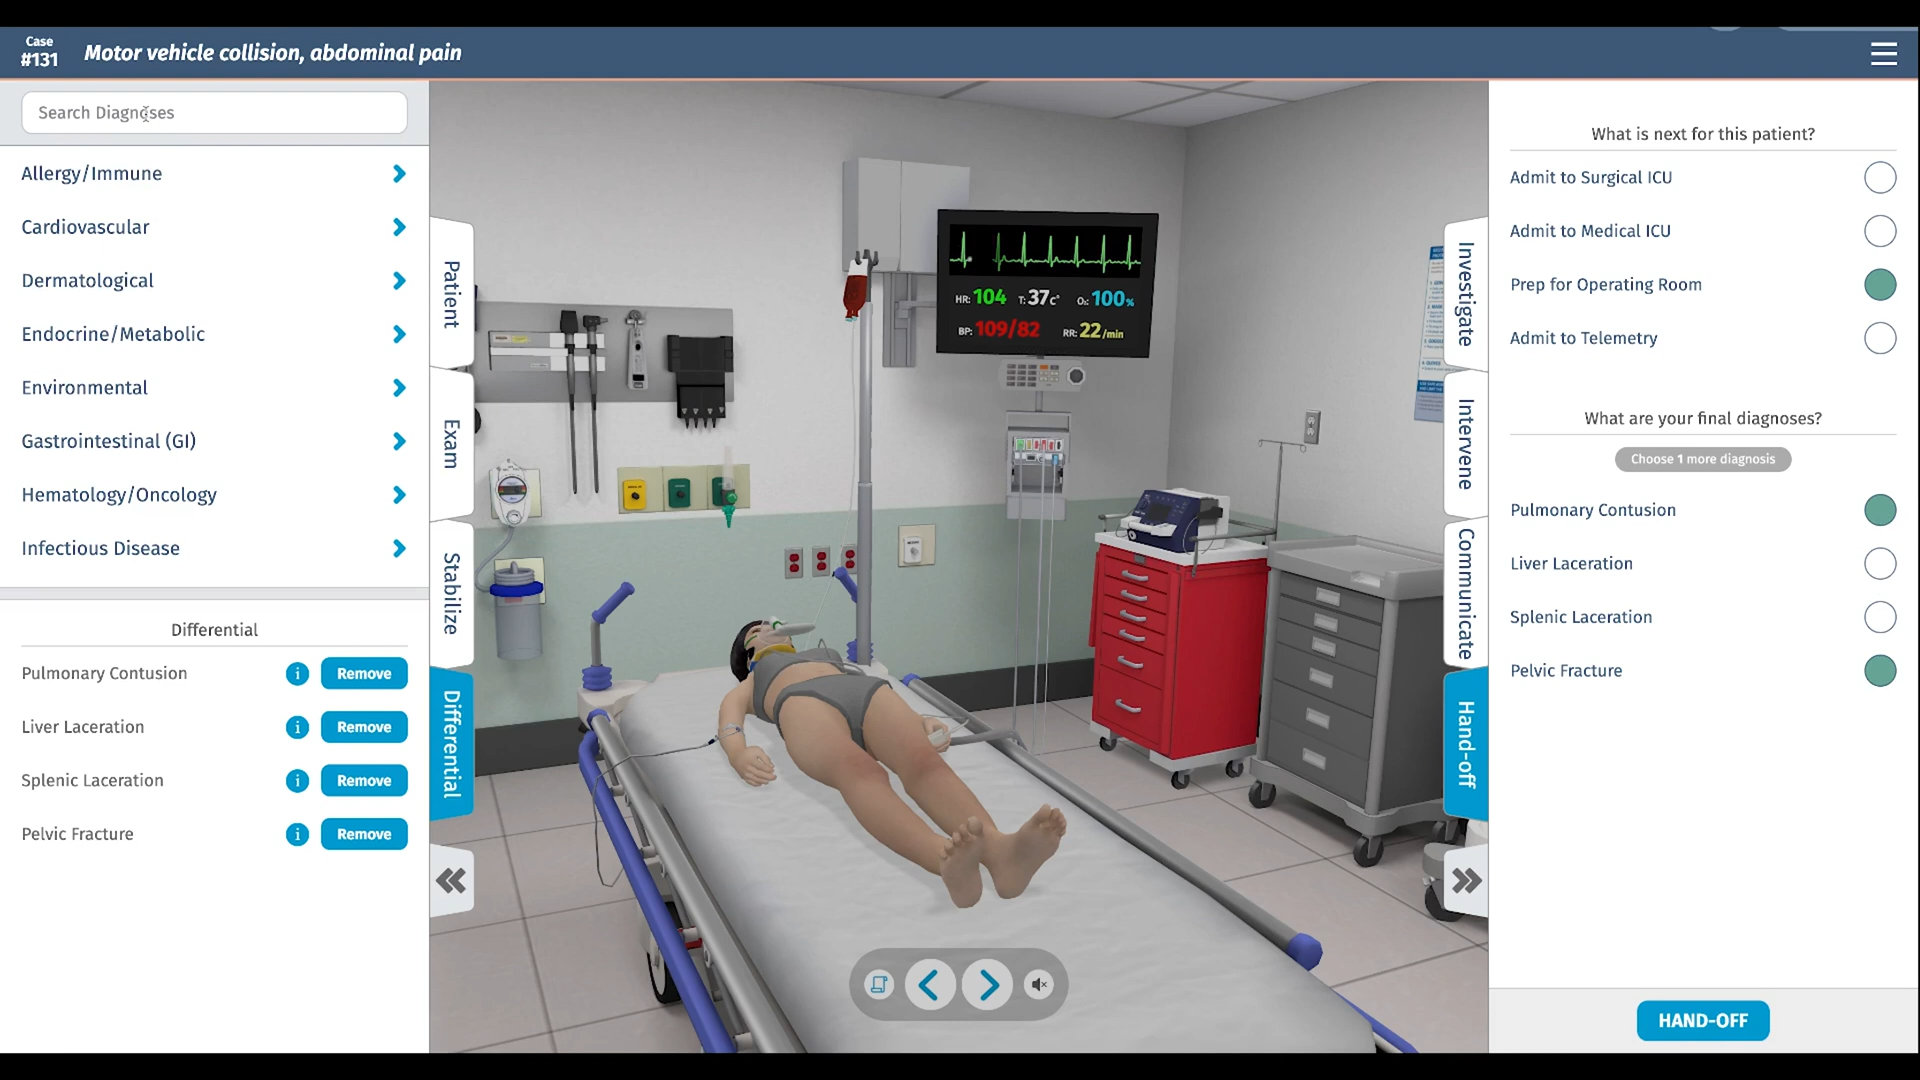 Case
#131
Motor vehicle collision, abdominal pain
Search Diagnoses
Allergy/Immune
Cardiovascular
Dermatological
Endocrine/Metabolic
Environmental
Gastrointestinal (GI)
Hematology/Oncology
Infectious Disease
Differential
Pulmonary Contusion
i
Remove
Liver Laceration
i
Remove
Splenic Laceration
i
Remove
Pelvic Fracture
i
Remove
Patient
Exam
Stabilize
Differential
HR: 104 T: 37c° O₂: 100%
BP: 109/82 RR: 22/min
Investigate
Intervene
Communicate
Hand-off
What is next for this patient?
Admit to Surgical ICU
Admit to Medical ICU
Prep for Operating Room
Admit to Telemetry
What are your final diagnoses?
Choose 1 more diagnosis
Pulmonary Contusion
Liver Laceration
Splenic Laceration
Pelvic Fracture
HAND-OFF